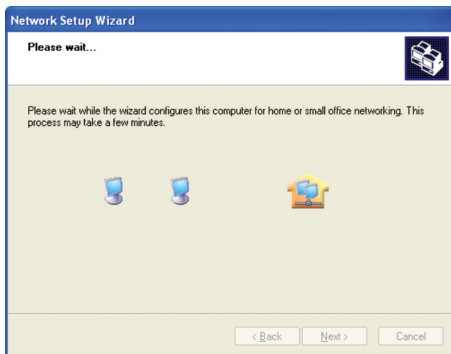 Network Setup Wizard
Please wait...
Please wait while the wizard configures this computer for home or small office networking. This
process may take a few minutes.
< Back
Next >
Cancel